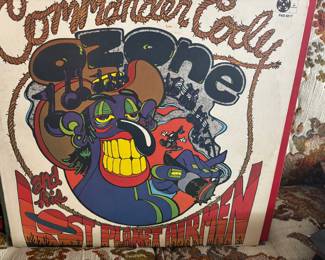 Commander Cody
OZONE
and his
LOST PLANET AIRMEN